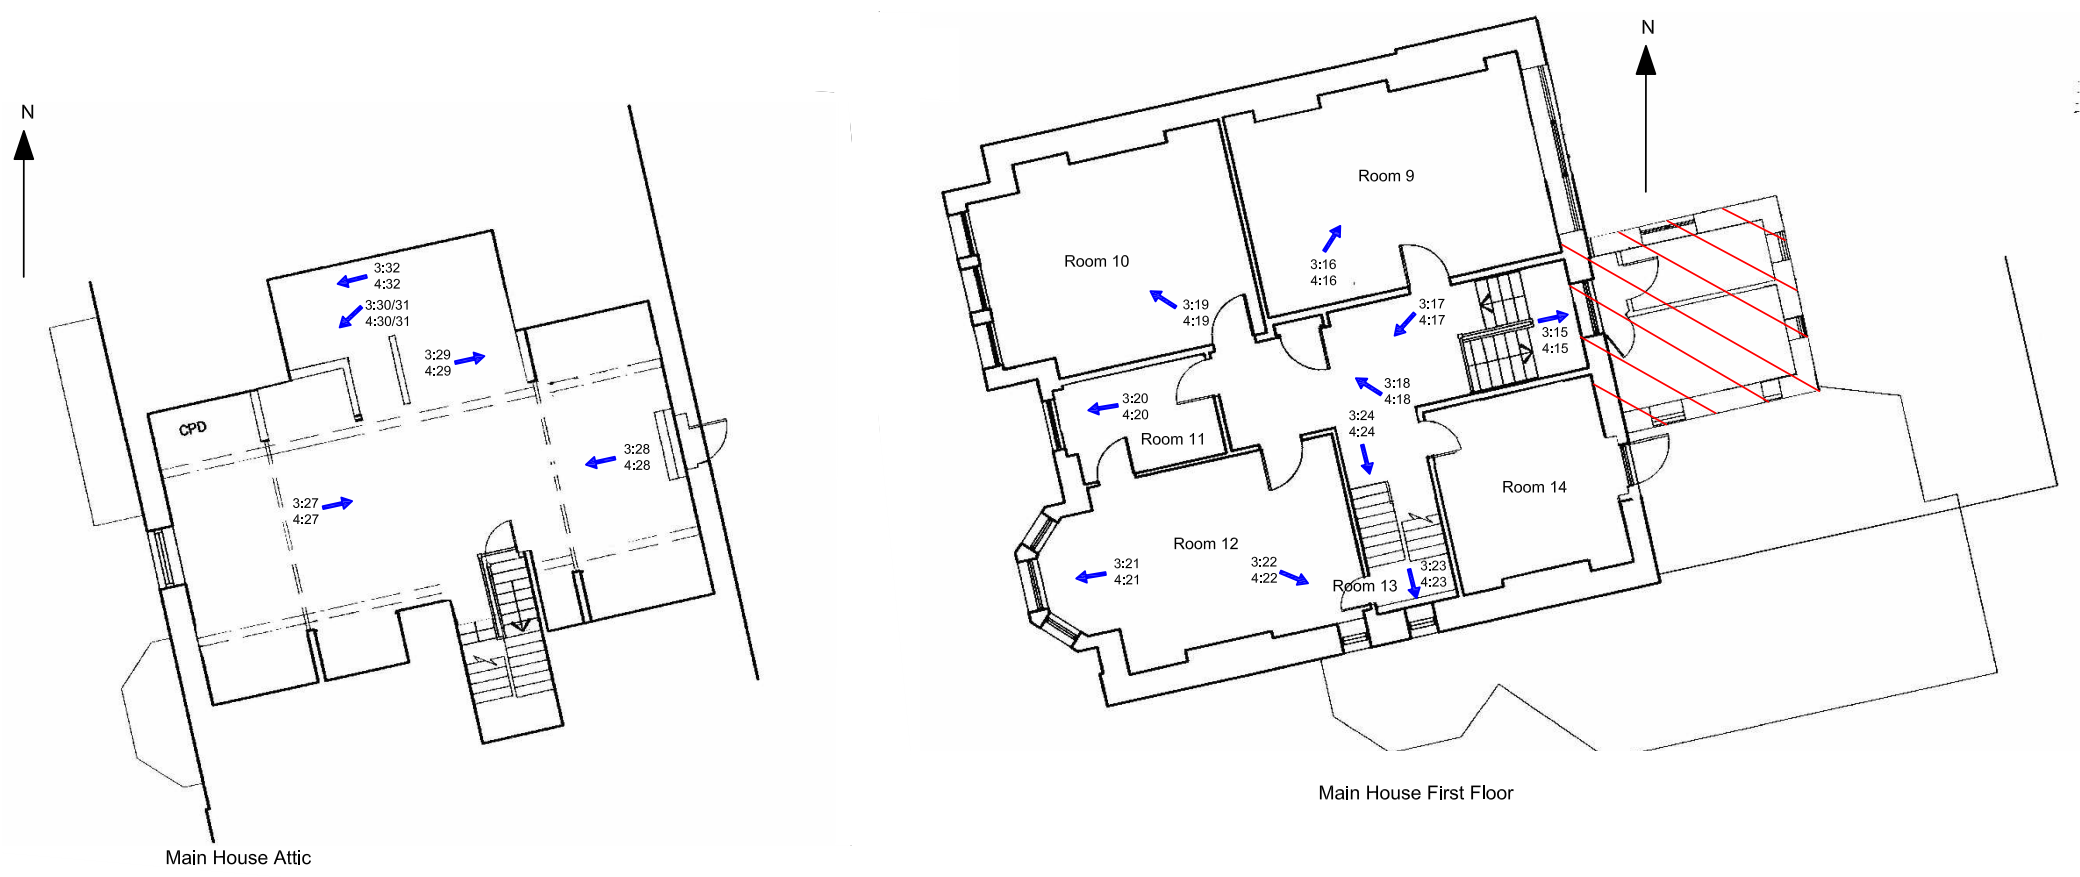 N
3:32
4:32
3:30/31
4:30/31
3:29
4:29
CPD
3:28
4:28
3:27
4:27
Main House Attic
N
Room 9
Room 10
3:16
4:16
3:19
4:19
3:17
4:17
3:15
4:15
3:18
4:18
3:20
4:20
3:24
4:24
Room 11
Room 14
Room 12
3:21
4:21
3:22
4:22
3:23
4:23
Room 13
Main House First Floor